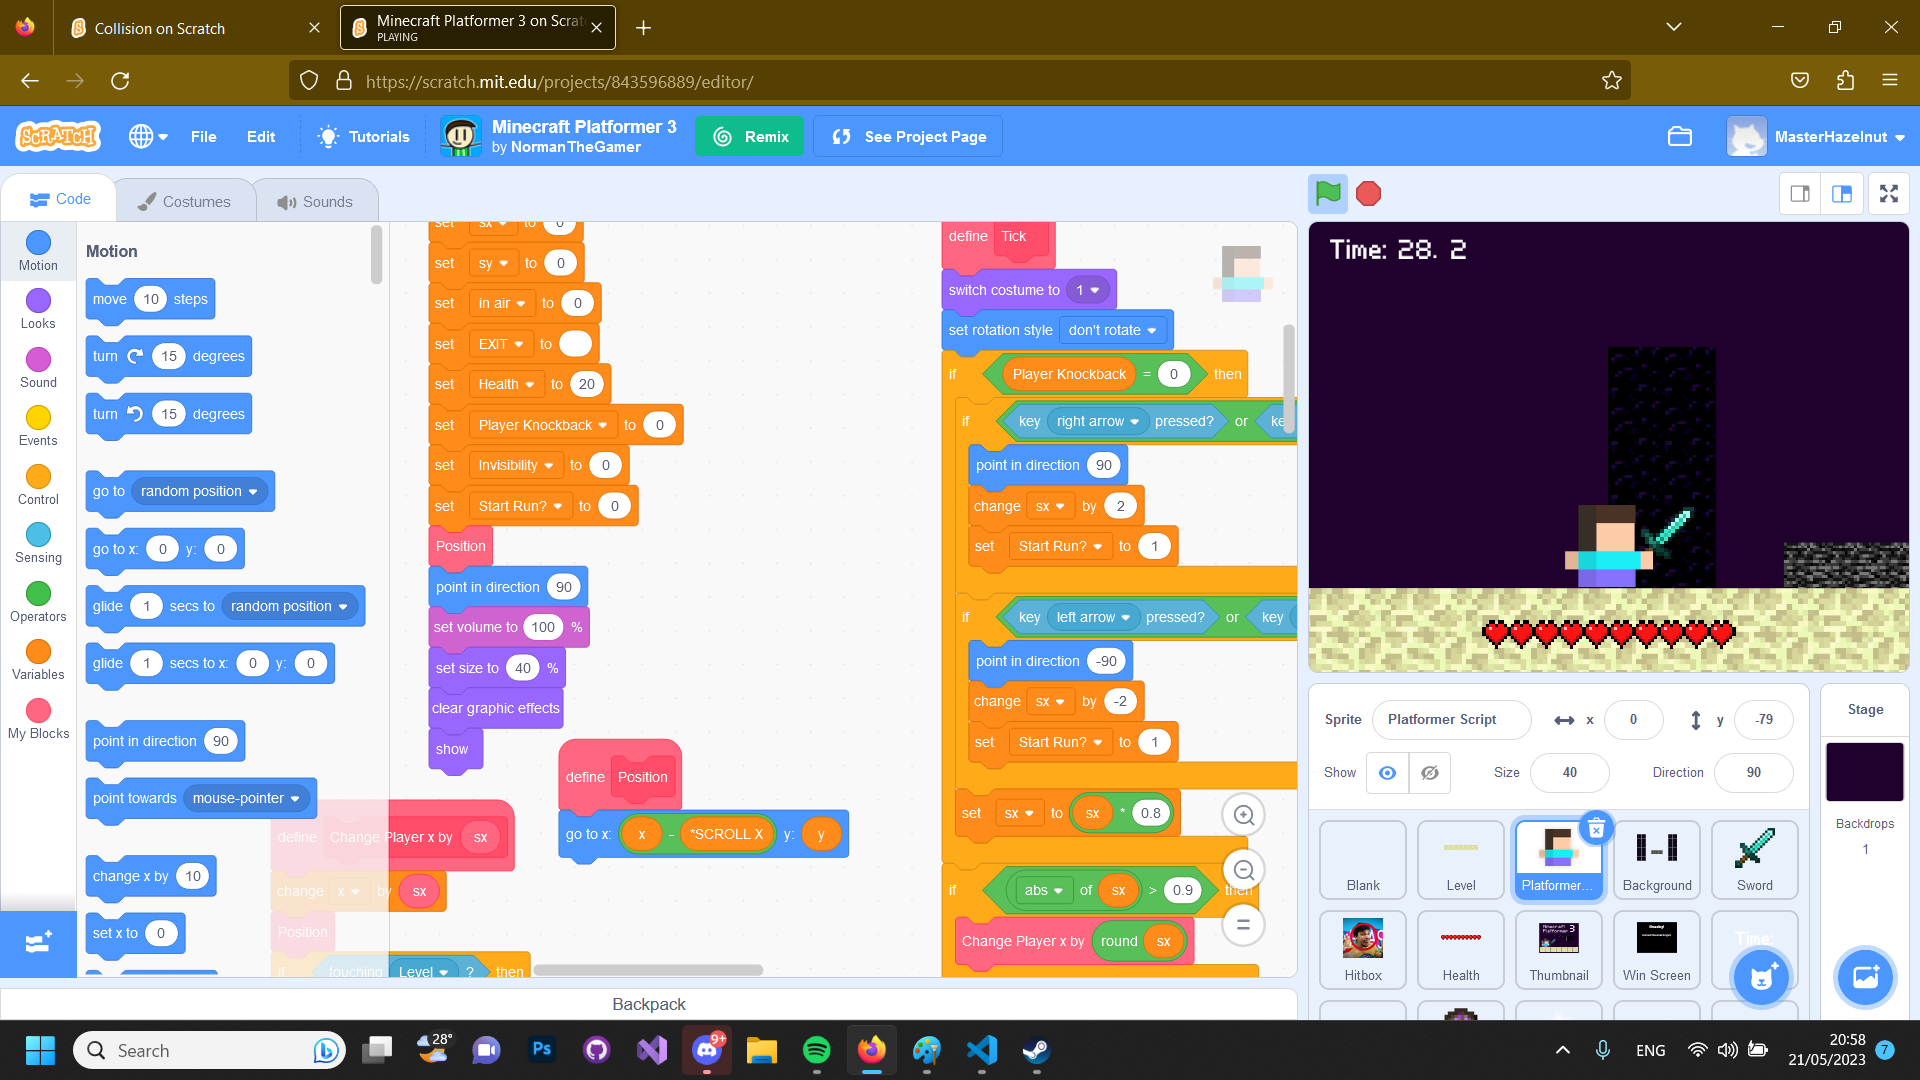 Collision on Scratch
Minecraft Platformer 3 on Scrat
PLAYING
https://scratch.mit.edu/projects/843596889/editor/
SCRATCH
File
Edit
Tutorials
Minecraft Platformer 3
by NormanTheGamer
Remix
See Project Page
MasterHazelnut
Code
Costumes
Sounds
Motion
Looks
Sound
Events
Control
Sensing
Operators
Variables
My Blocks
Motion
move 10 steps
turn 15 degrees
turn 15 degrees
go to random position
go to x: 0 y: 0
glide 1 secs to random position
glide 1 secs to x: 0 y: 0
point in direction 90
point towards mouse-pointer
change x by 10
set x to 0
set sx to 0
set sy to 0
set in air to 0
set EXIT to
set Health to 20
set Player Knockback to 0
set Invisibility to 0
set Start Run? to 0
Position
point in direction 90
set volume to 100 %
set size to 40 %
clear graphic effects
show
define Position
go to x: x - *SCROLL X y: y
define Change Player x by sx
change x by sx
Position
if touching Level ? then
define Tick
switch costume to 1
set rotation style don't rotate
if Player Knockback = 0 then
if key right arrow pressed? or ke
point in direction 90
change sx by 2
set Start Run? to 1
if key left arrow pressed? or key
point in direction -90
change sx by -2
set Start Run? to 1
set sx to sx * 0.8
if abs of sx > 0.9 then
Change Player x by round sx
Backpack
Time: 28. 2
Sprite Platformer Script x 0 y -79
Show Size 40 Direction 90
Stage
Backdrops
1
Blank
Level
Platformer...
Background
Sword
Hitbox
Health
Thumbnail
Win Screen
Time:
Search
28°
Ps
9+
ENG
20:58
21/05/2023
7